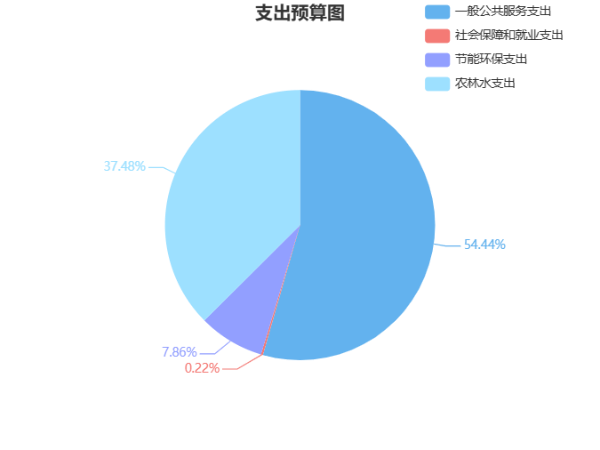 支出预算图
一般公共服务支出
社会保障和就业支出
节能环保支出
农林水支出
37.48%
54.44%
7.86%
0.22%